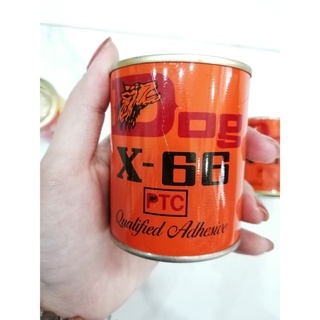 Dog
X-66
PTC
Qualified Adhesive